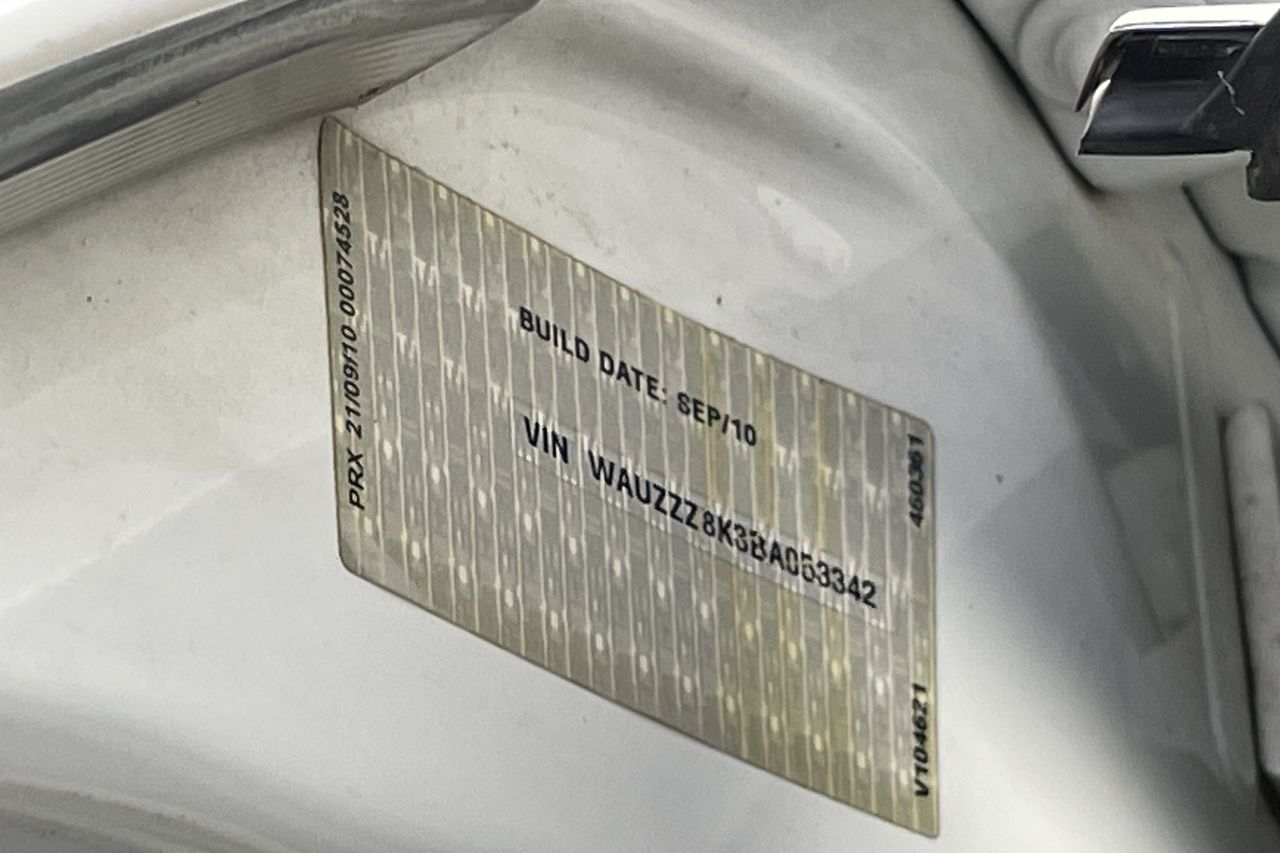 PRX 21/09/10 00074528
BUILD DATE: SEP/10
VIN WAUZZZ8K3BA053342
460361
V104621